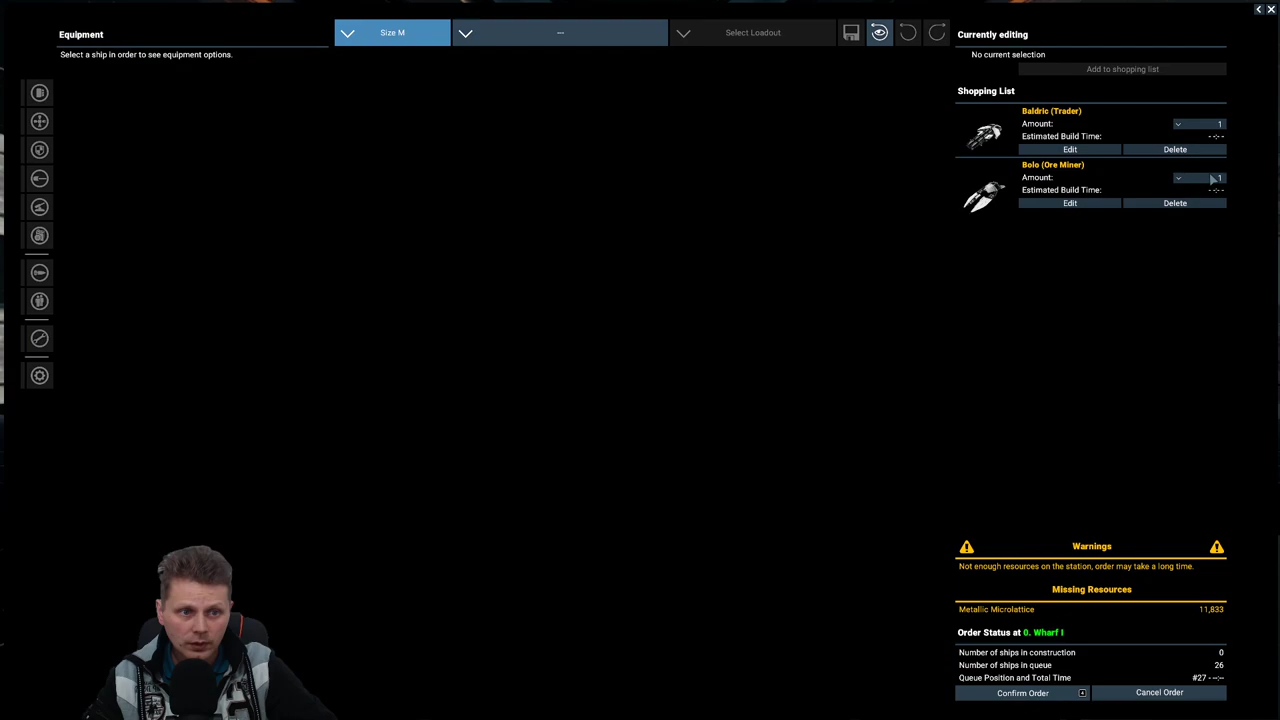 Equipment
Select a ship in order to see equipment options.
Size M
---
Select Loadout
Currently editing
No current selection
Add to shopping list
Shopping List
Baldric (Trader)
Amount: 1
Estimated Build Time: --:--
Edit Delete
Bolo (Ore Miner)
Amount: 1
Estimated Build Time: --:--
Edit Delete
Warnings
Not enough resources on the station, order may take a long time.
Missing Resources
Metallic Microlattice 11,833
Order Status at 0. Wharf I
Number of ships in construction 0
Number of ships in queue 26
Queue Position and Total Time #27 - --:--
Confirm Order Cancel Order